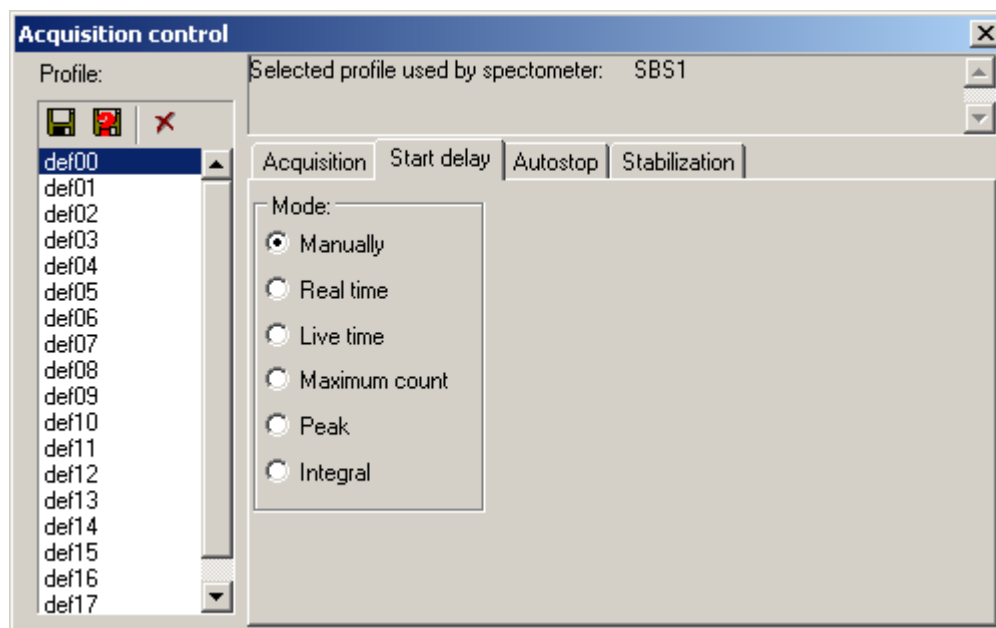 Acquisition control
Profile:
Selected profile used by spectometer: SBS1
def00
def01
def02
def03
def04
def05
def06
def07
def08
def09
def10
def11
def12
def13
def14
def15
def16
def17
Acquisition Start delay Autostop Stabilization
Mode:
Manually
Real time
Live time
Maximum count
Peak
Integral